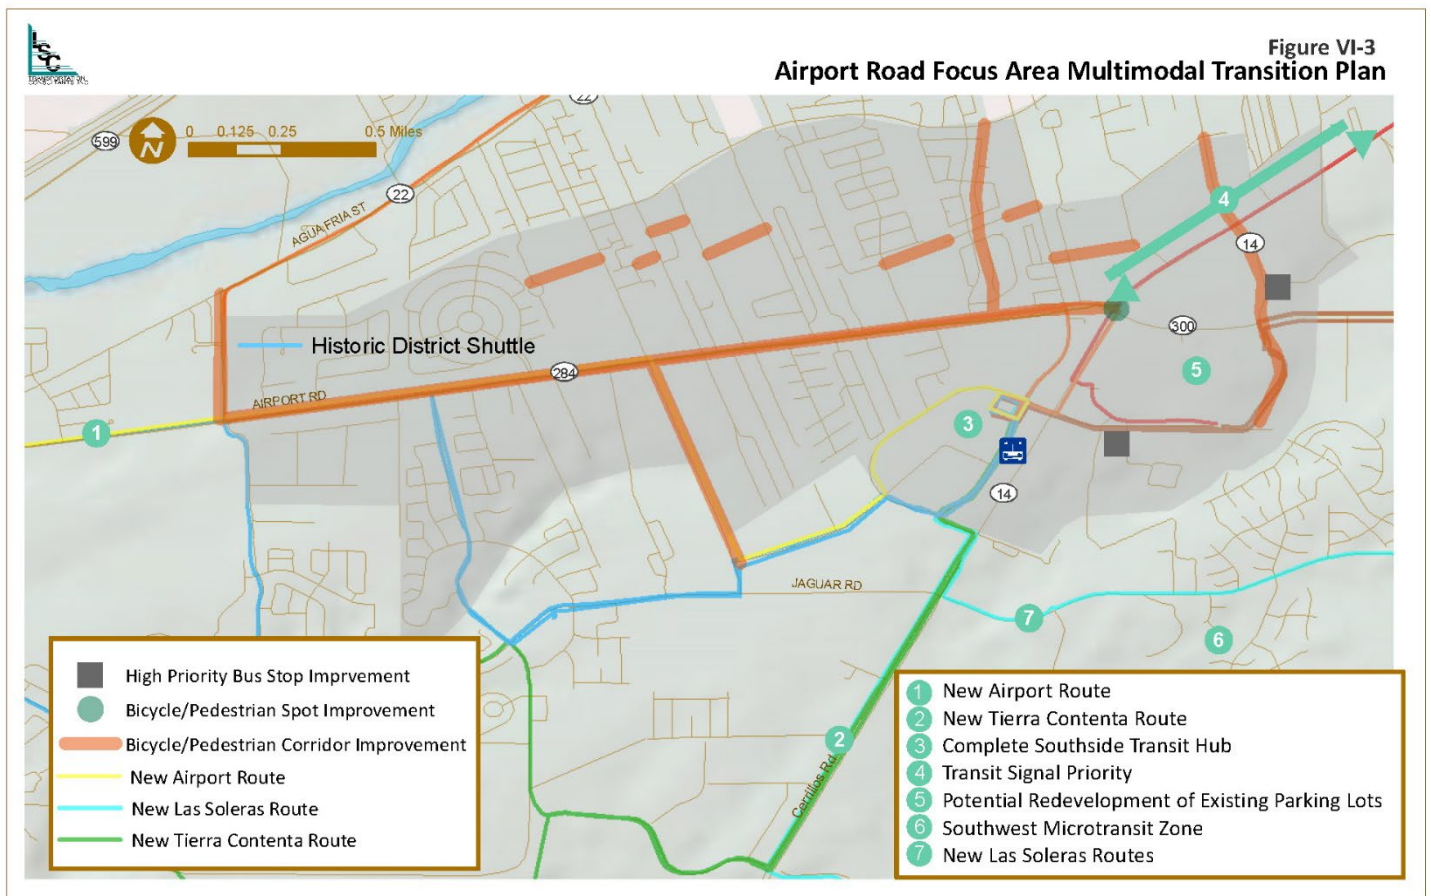 Figure VI-3
Airport Road Focus Area Multimodal Transition Plan
LSC
TRANSPORTATION
CONSULTANTS, INC.
22
599
N
0 0.125 0.25 0.5 Miles
22
AGUA FRIA ST
4
14
300
Historic District Shuttle
284
5
AIRPORT RD
1
3
14
JAGUAR RD
7
6
2
Cerrillos Rd
High Priority Bus Stop Imprvement
Bicycle/Pedestrian Spot Improvement
Bicycle/Pedestrian Corridor Improvement
New Airport Route
New Las Soleras Route
New Tierra Contenta Route
1 New Airport Route
2 New Tierra Contenta Route
3 Complete Southside Transit Hub
4 Transit Signal Priority
5 Potential Redevelopment of Existing Parking Lots
6 Southwest Microtransit Zone
7 New Las Soleras Routes